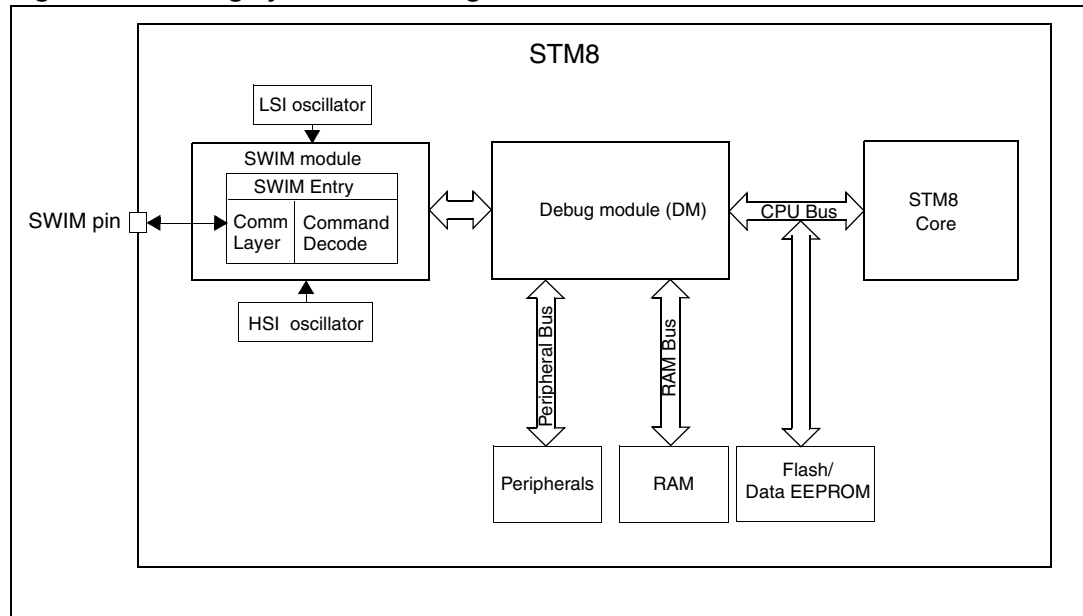 STM8
LSI oscillator
SWIM module
SWIM Entry
Comm
Layer
Command
Decode
SWIM pin
HSI oscillator
Debug module (DM)
CPU Bus
STM8
Core
Peripheral Bus
RAM Bus
Peripherals
RAM
Flash/
Data EEPROM